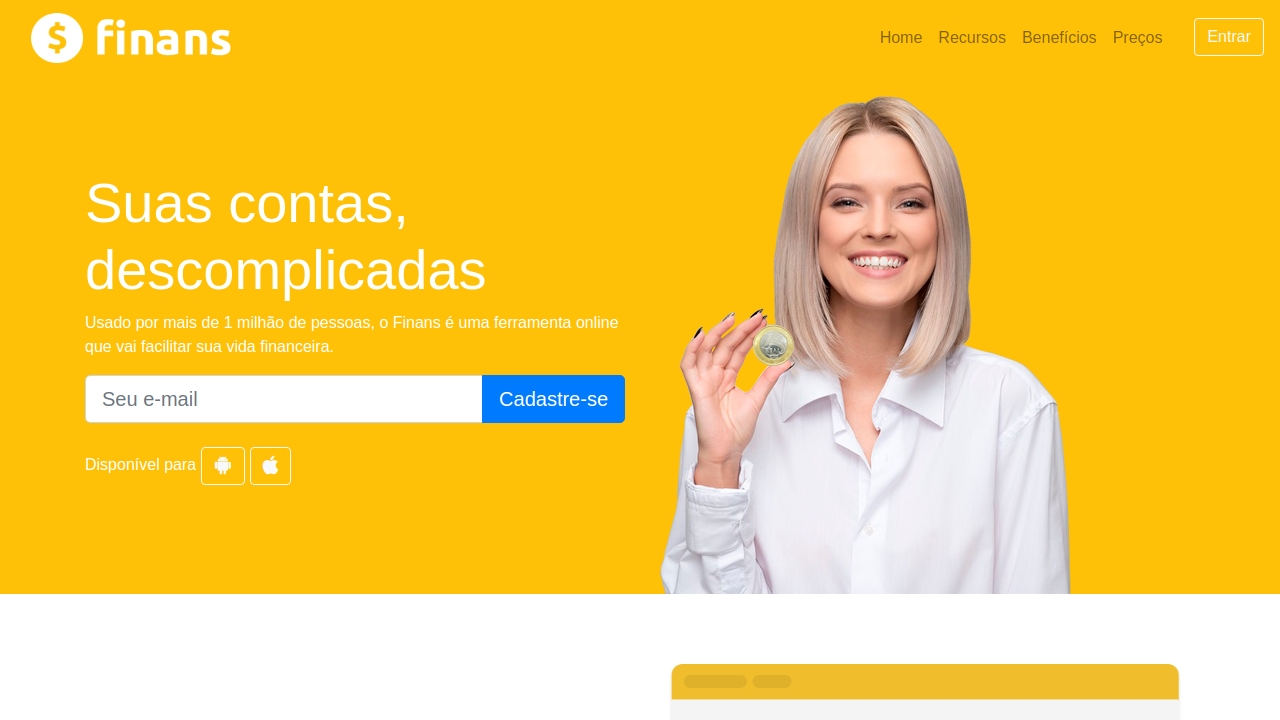 $ finans
Home Recursos Benefícios Preços Entrar
Suas contas,
descomplicadas
Usado por mais de 1 milhão de pessoas, o Finans é uma ferramenta online
que vai facilitar sua vida financeira.
Seu e-mail Cadastre-se
Disponível para